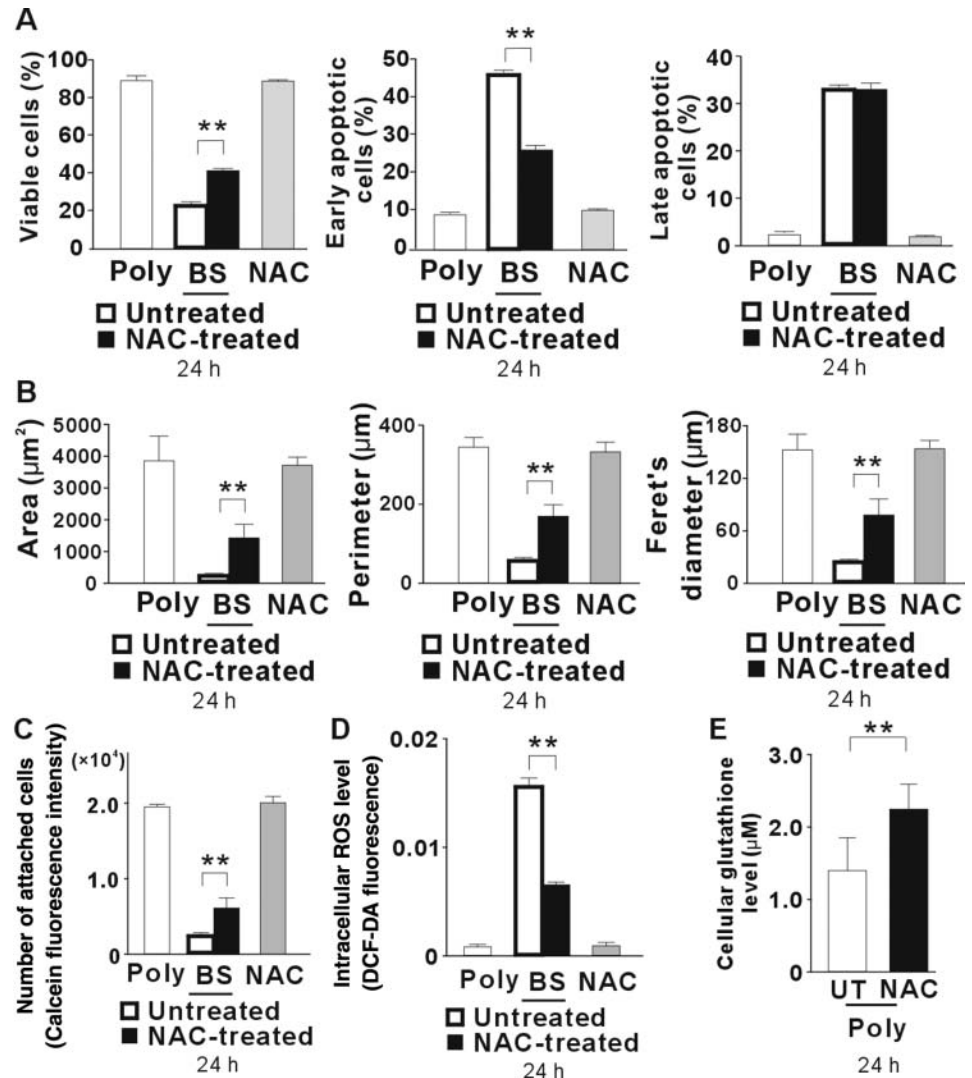 A
Viable cells (%)
100
80
60
40
20
0
**
Poly BS NAC
Untreated
NAC-treated
24 h
Early apoptotic
cells (%)
50
40
30
20
10
0
**
Poly BS NAC
Untreated
NAC-treated
24 h
Late apoptotic
cells (%)
40
30
20
10
0
Poly BS NAC
Untreated
NAC-treated
24 h
B
Area (μm²)
5000
4000
3000
2000
1000
0
**
Poly BS NAC
Untreated
NAC-treated
24 h
Perimeter (μm)
400
200
0
**
Poly BS NAC
Untreated
NAC-treated
24 h
Feret's
diameter (μm)
180
120
60
0
**
Poly BS NAC
Untreated
NAC-treated
24 h
C
Number of attached cells
(Calcein fluorescence intensity)
(×10⁴)
2.0
1.0
0
**
Poly BS NAC
Untreated
NAC-treated
24 h
D
Intracellular ROS level
(DCF-DA fluorescence)
0.02
0.01
0
**
Poly BS NAC
Untreated
NAC-treated
24 h
E
Cellular glutathione
level (μM)
3.0
2.0
1.0
0
**
UT NAC
Poly
24 h